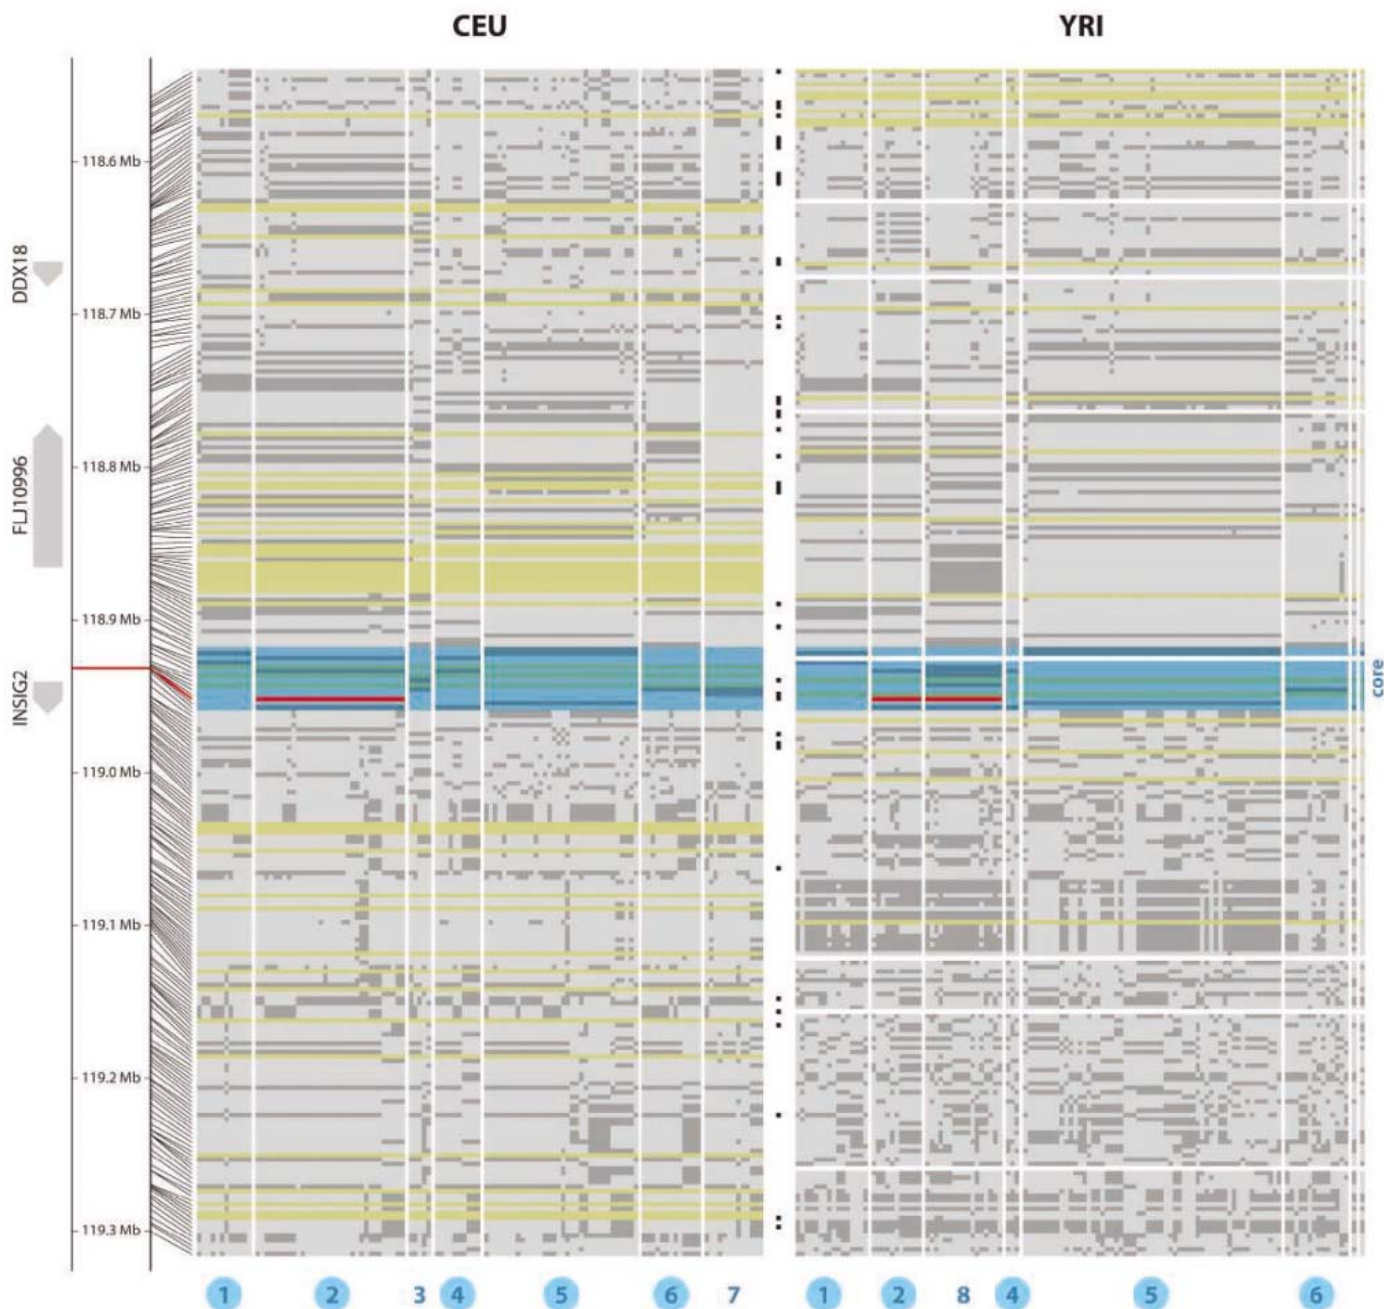 CEU YRI
118.6 Mb
DDX18
118.7 Mb
118.8 Mb
FLJ10996
118.9 Mb
INSIG2
core
119.0 Mb
119.1 Mb
119.2 Mb
119.3 Mb
1 2 3 4 5 6 7 1 2 8 4 5 6